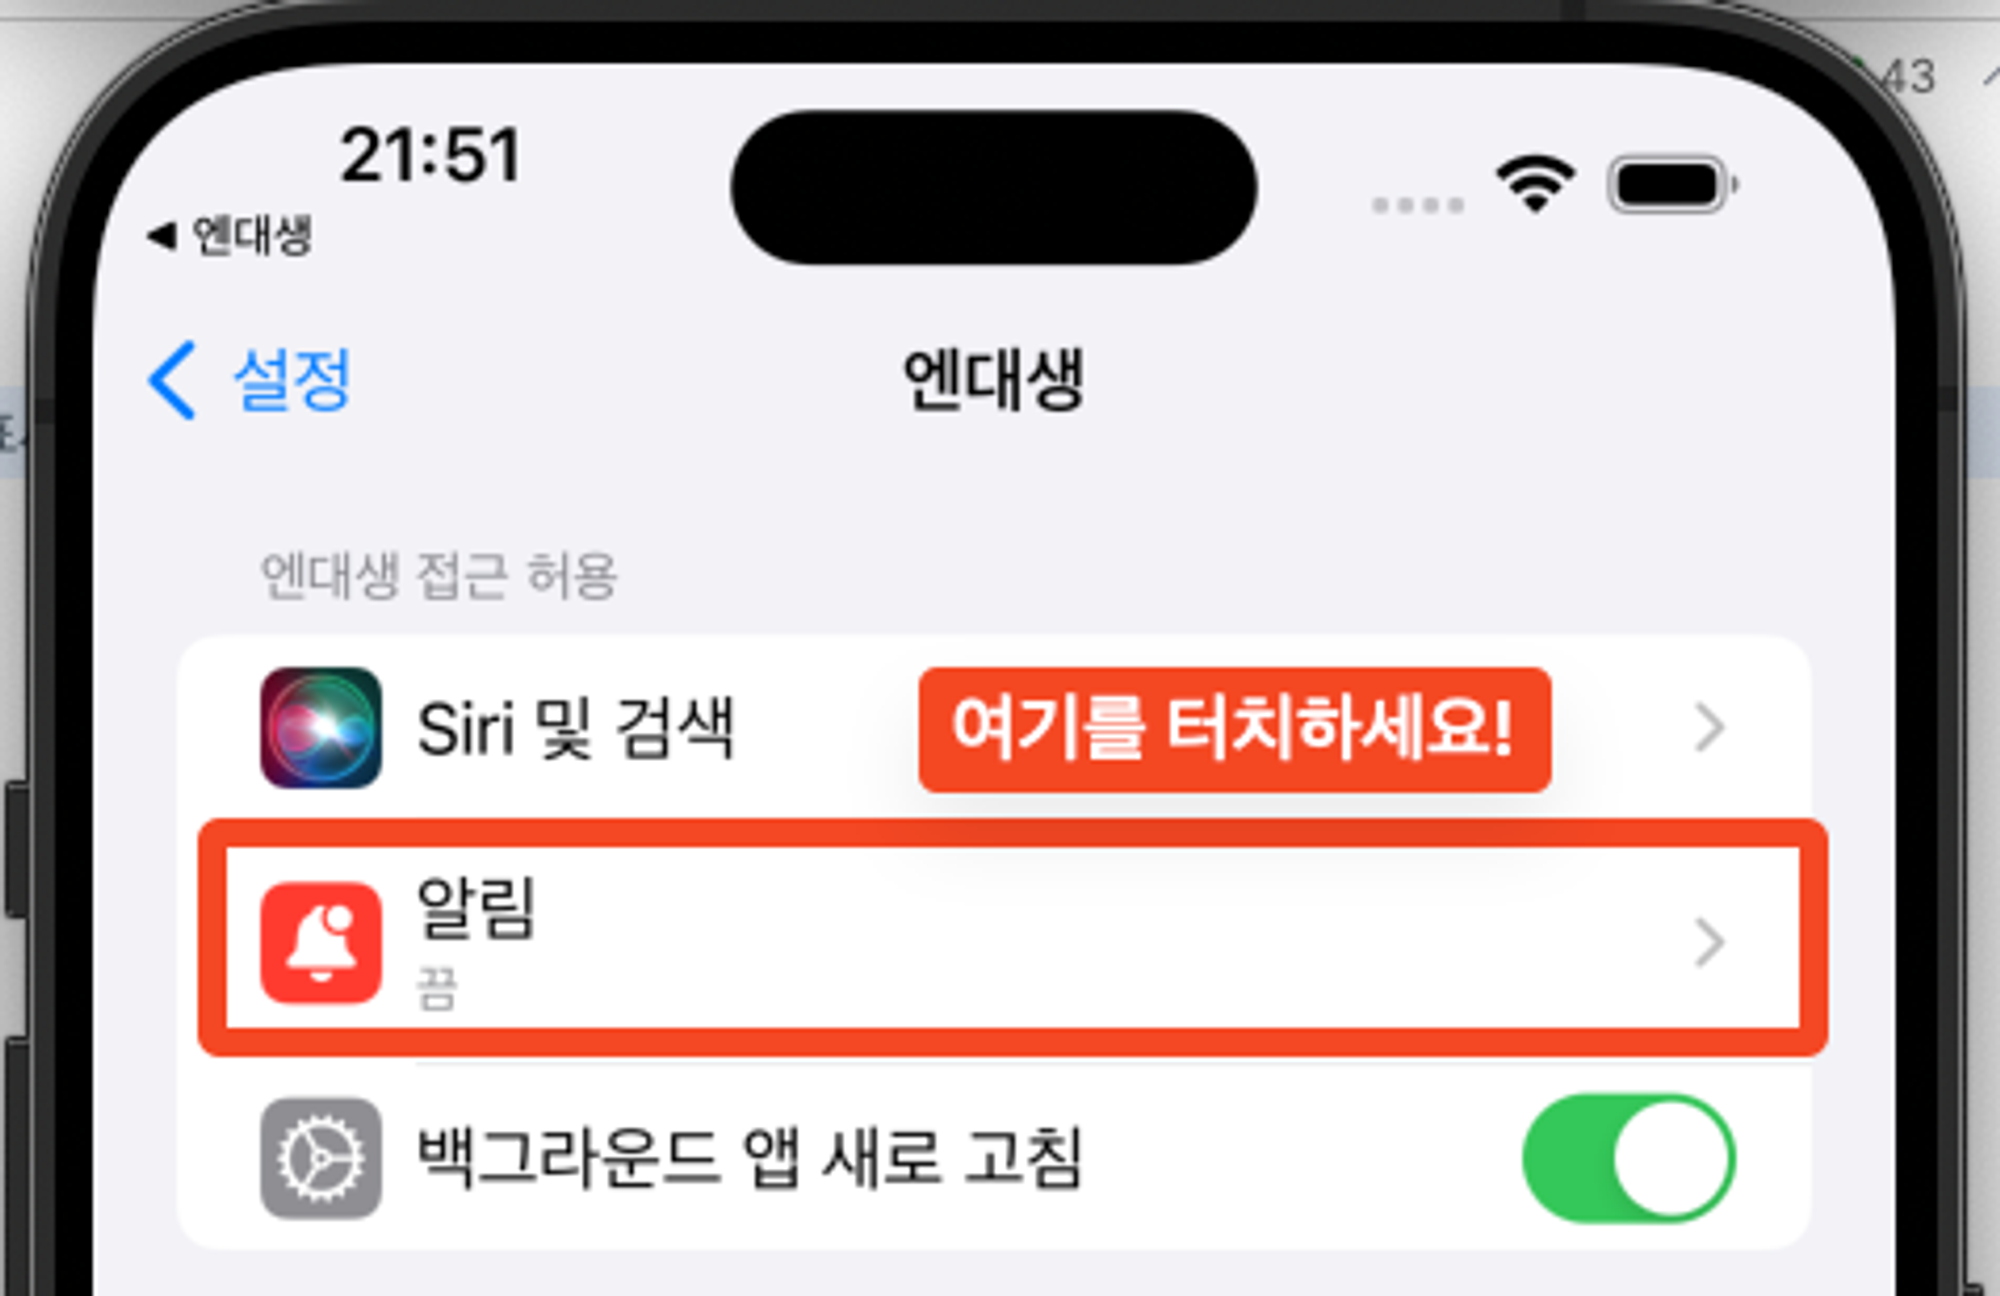 43
21:51
◀ 엔대생
설정
엔대생
엔대생 접근 허용
Siri 및 검색
여기를 터치하세요!
알림
끔
백그라운드 앱 새로 고침